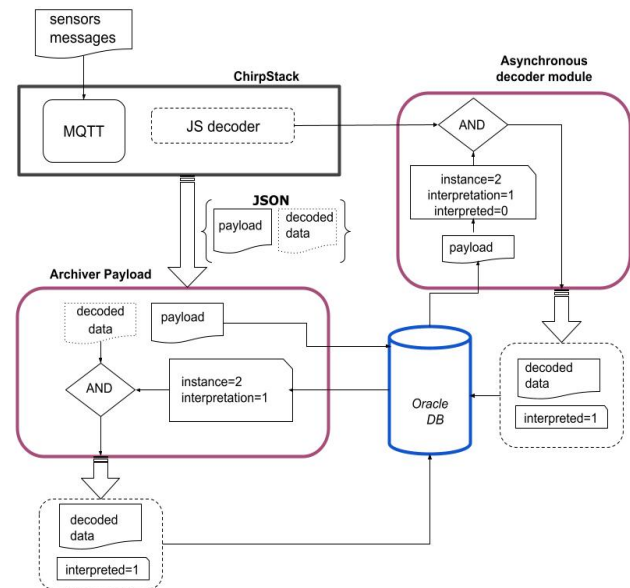 sensors
messages
ChirpStack
MQTT
JS decoder
Asynchronous
decoder module
AND
instance=2
interpretation=1
interpreted=0
payload
JSON
payload
decoded
data
Archiver Payload
decoded
data
payload
AND
instance=2
interpretation=1
Oracle
DB
decoded
data
interpreted=1
decoded
data
interpreted=1